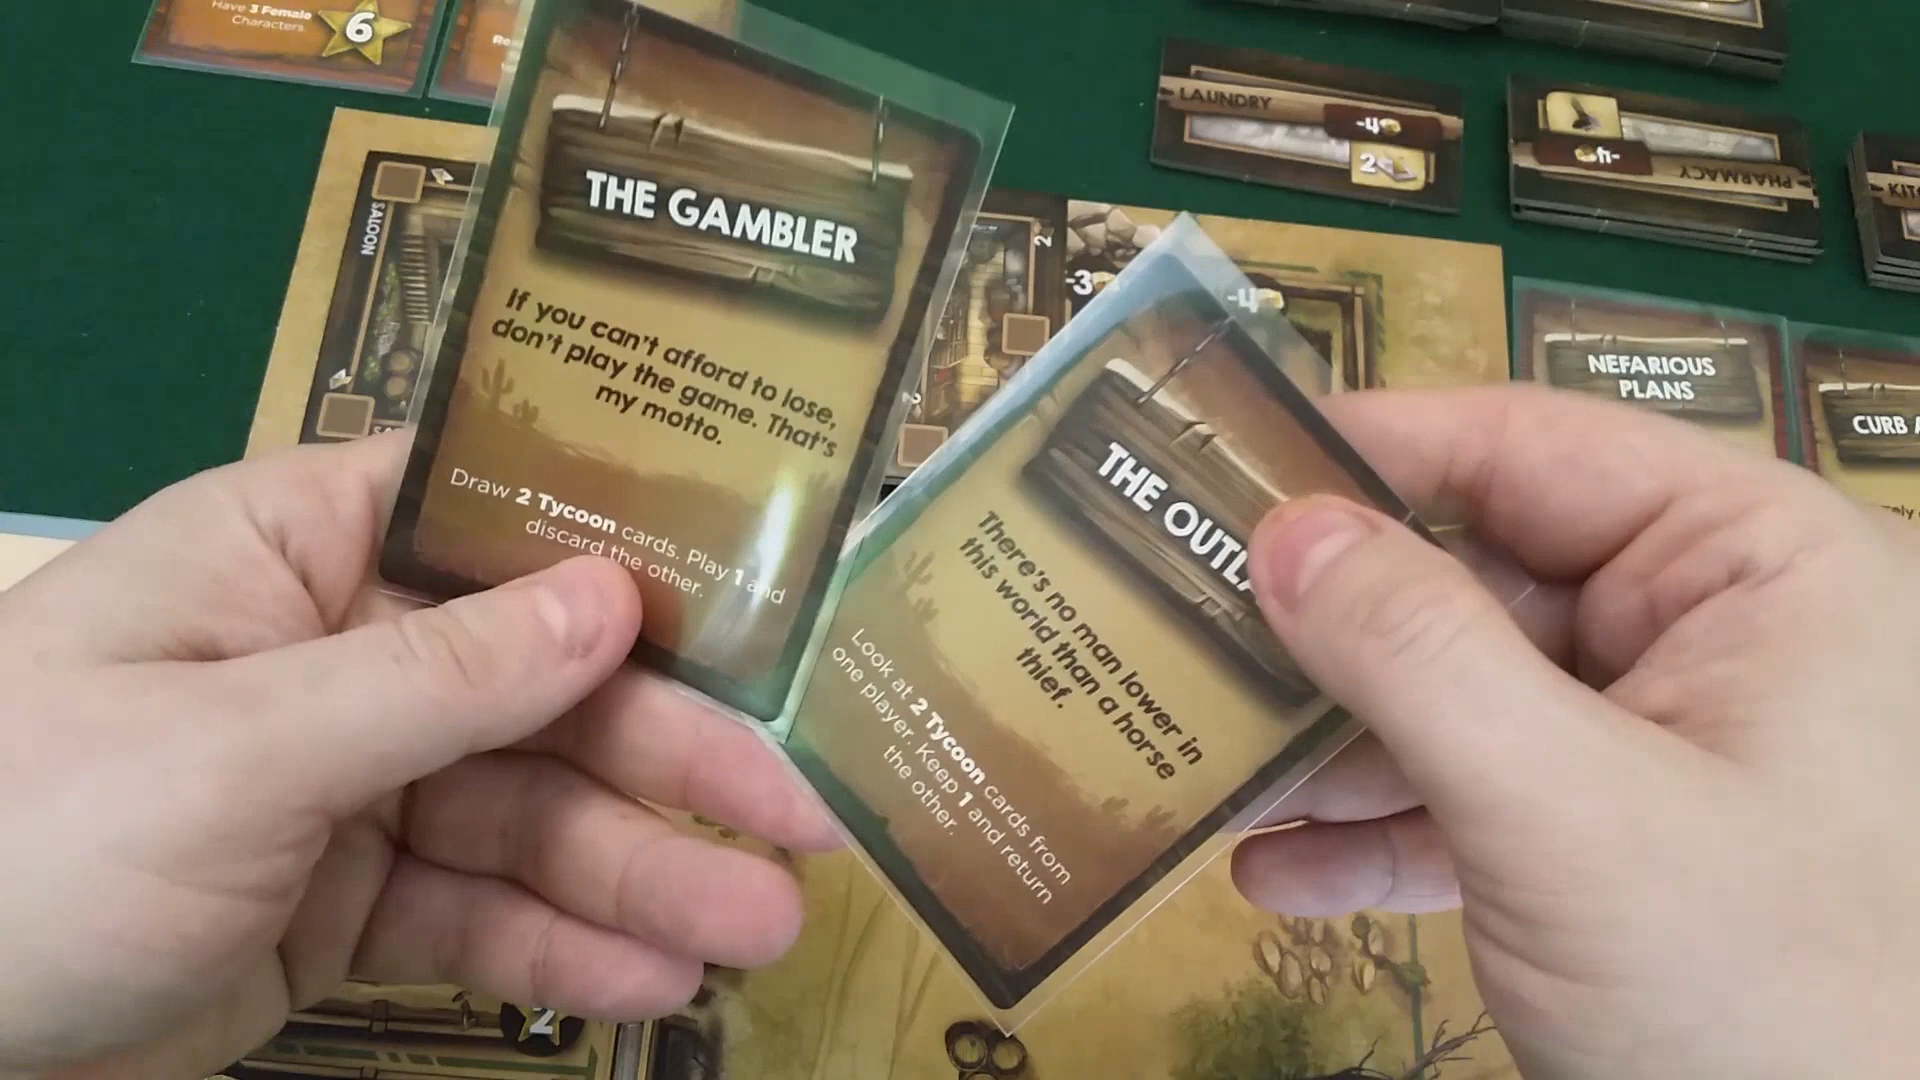 Have 3 Female
Characters.
6
THE GAMBLER
If you can't afford to lose,
don't play the game. That's
my motto.
Draw 2 Tycoon cards. Play 1 and
discard the other.
THE OUTL
There's no man lower in
this world than a horse
thief.
Look at 2 Tycoon cards from
one player. Keep 1 and return
the other.
SALOON
2
-3
-4
LAUNDRY
-4
2
-4
PHARMACY
NEFARIOUS
PLANS
CURB
2